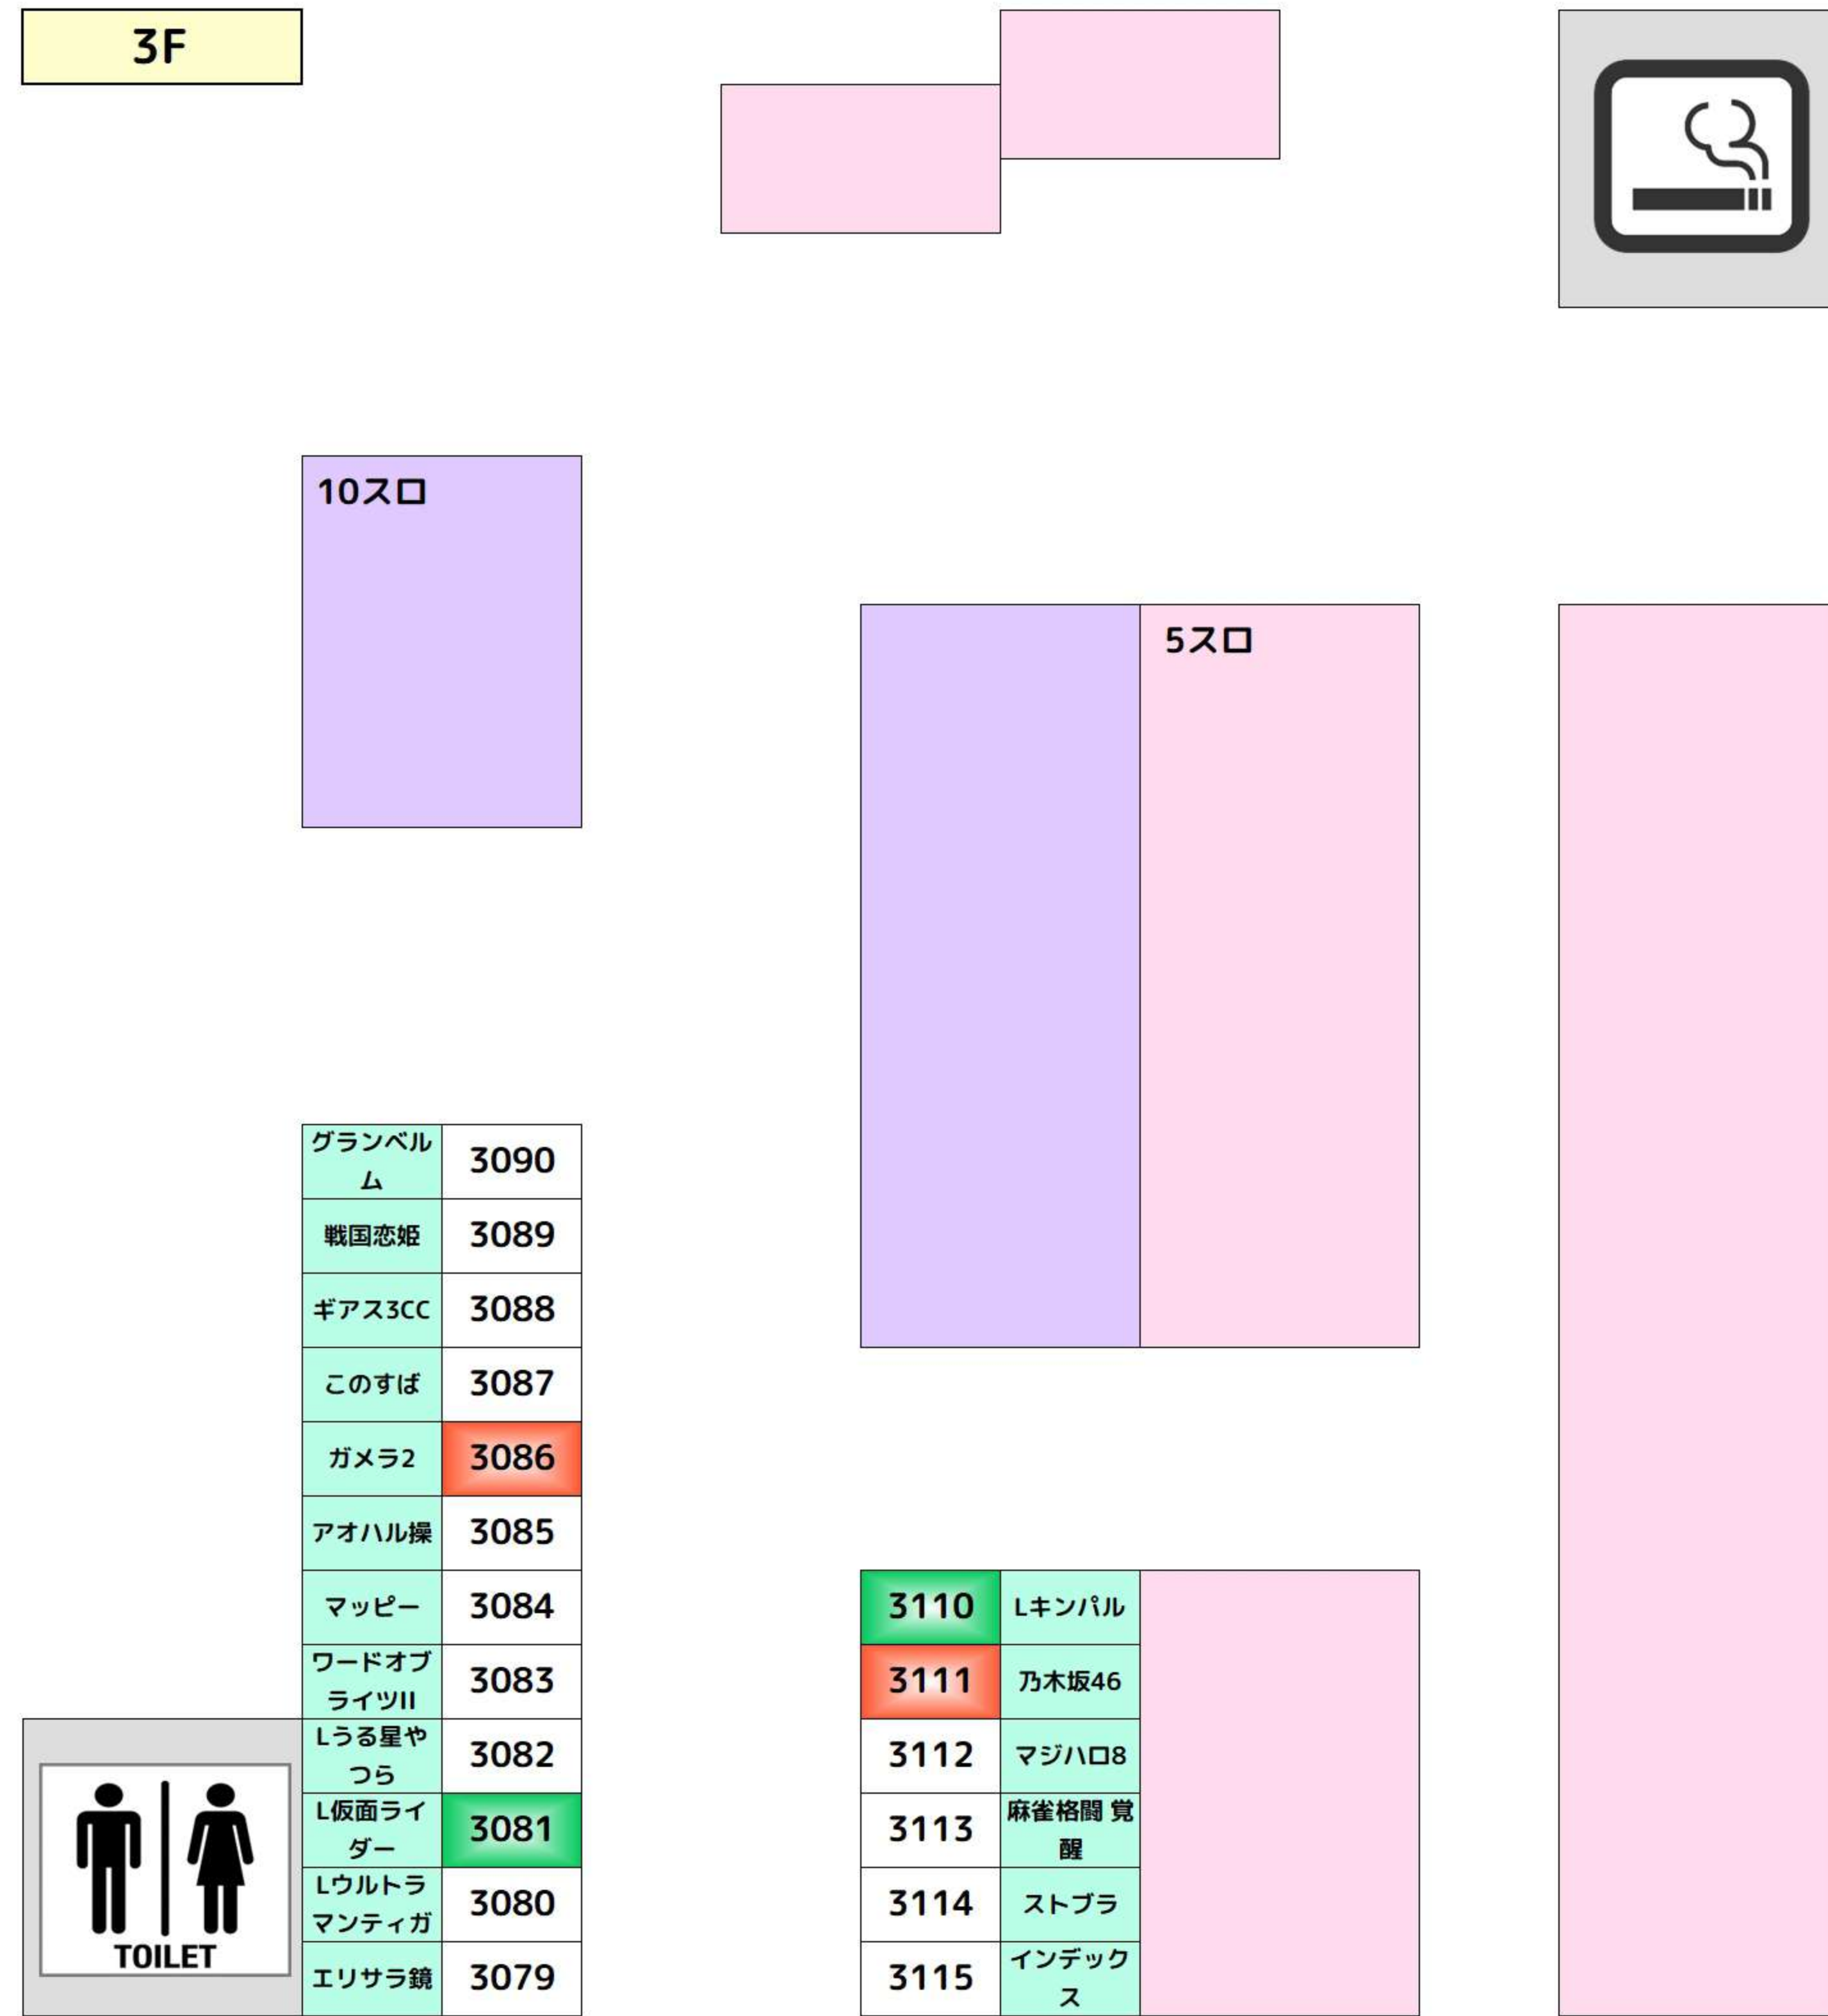 3F
10スロ
5スロ
グランベル
ム
3090
戦国恋姫
3089
ギアス3CC
3088
このすば
3087
ガメラ2
3086
アオハル操
3085
マッピー
3084
ワードオブ
ライツII
3083
Lうる星や
つら
3082
L仮面ライ
ダー
3081
Lウルトラ
マンティガ
3080
エリサラ鏡
3079
TOILET
3110
Lキンパル
3111
乃木坂46
3112
マジハロ8
3113
麻雀格闘 覚
醒
3114
ストブラ
3115
インデック
ス